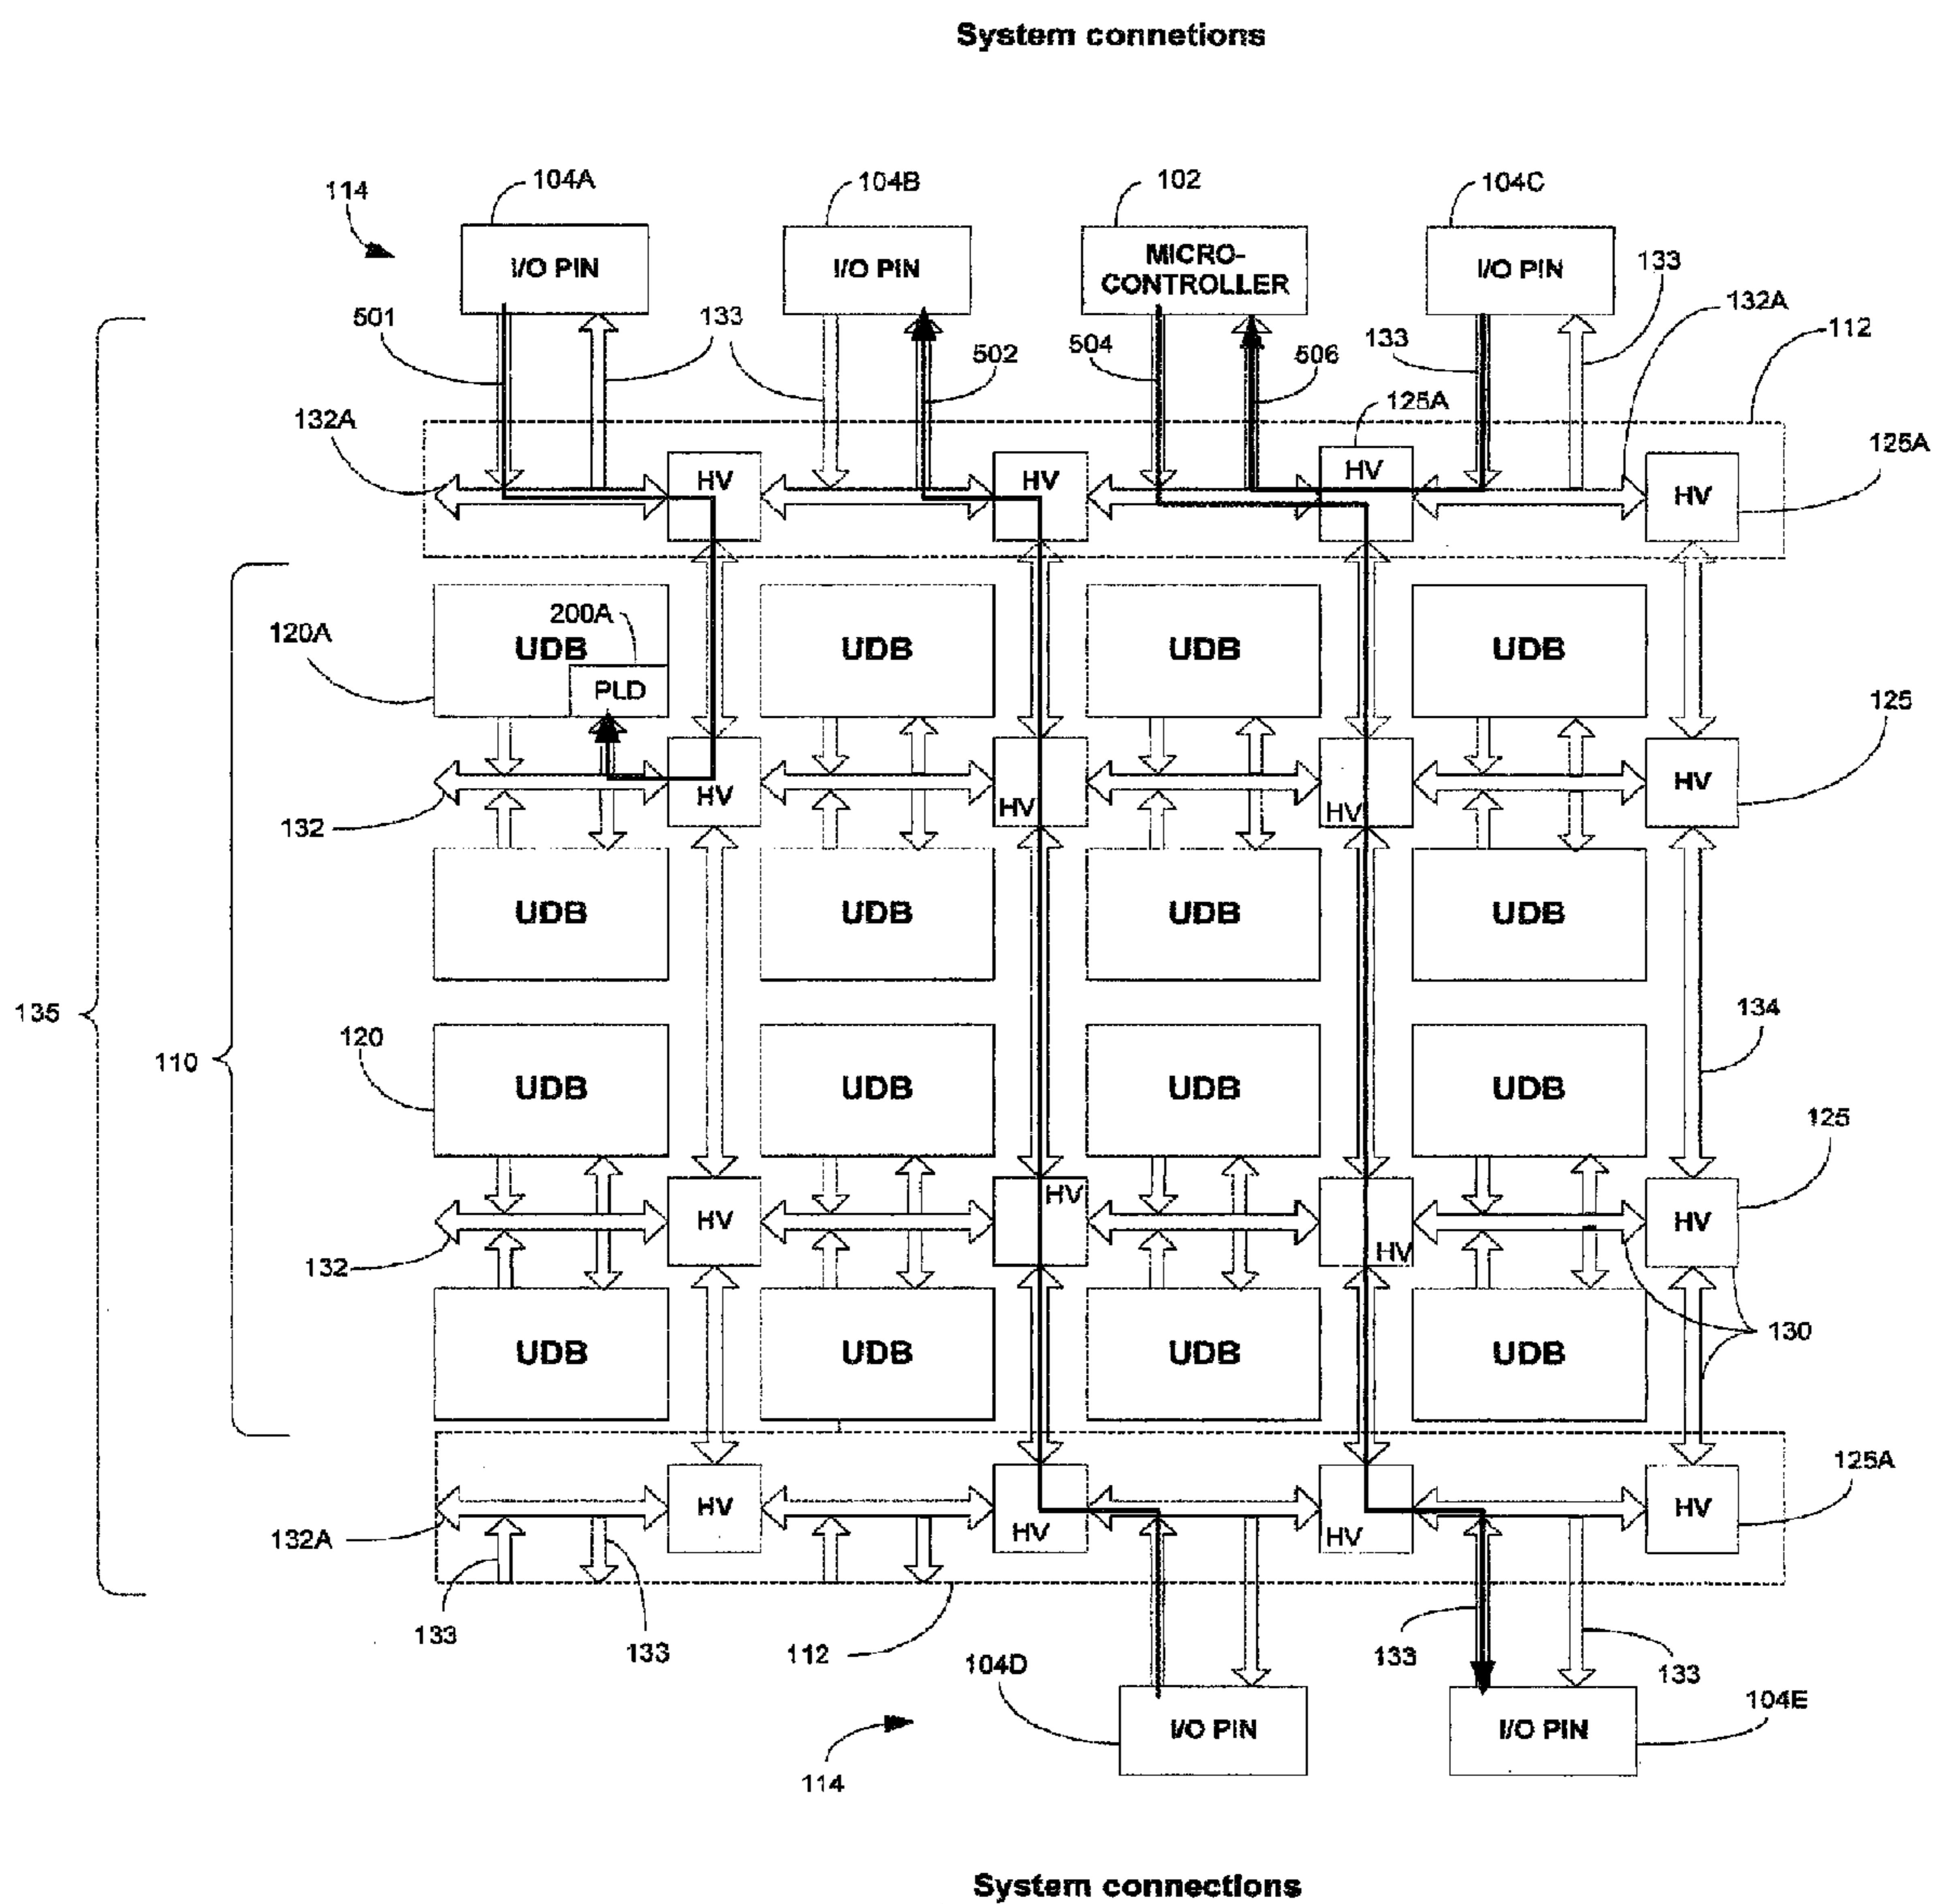 System connetions
114
104A
104B
102
104C
I/O PIN
I/O PIN
MICRO-
CONTROLLER
I/O PIN
133
132A
112
501
133
502
504
506
133
125A
132A
125A
HV
HV
HV
HV
120A
200A
UDB
UDB
UDB
UDB
PLD
125
132
HV
HV
HV
HV
UDB
UDB
UDB
UDB
135
110
120
134
UDB
UDB
UDB
UDB
125
132
HV
HV
HV
HV
130
UDB
UDB
UDB
UDB
125A
132A
HV
HV
HV
HV
133
133
112
104D
133
133
104E
I/O PIN
I/O PIN
114
System connections